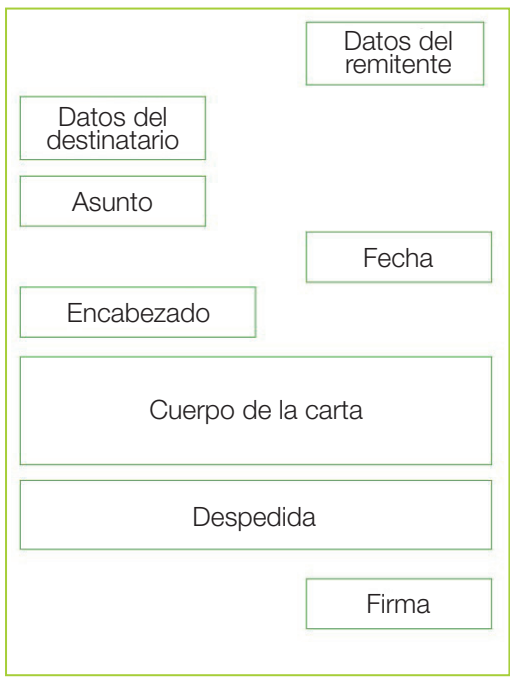 Datos del
remitente
Datos del
destinatario
Asunto
Fecha
Encabezado
Cuerpo de la carta
Despedida
Firma